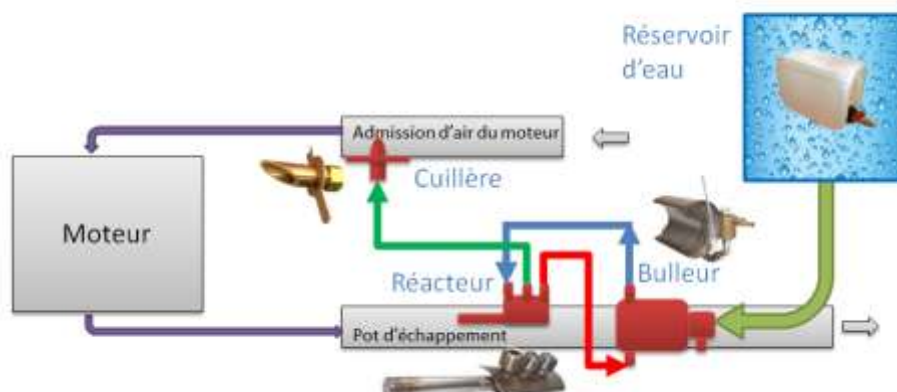 Réservoir
d'eau
Admission d'air du moteur
Cuillère
Moteur
Réacteur
Bulleur
Pot d'échappement